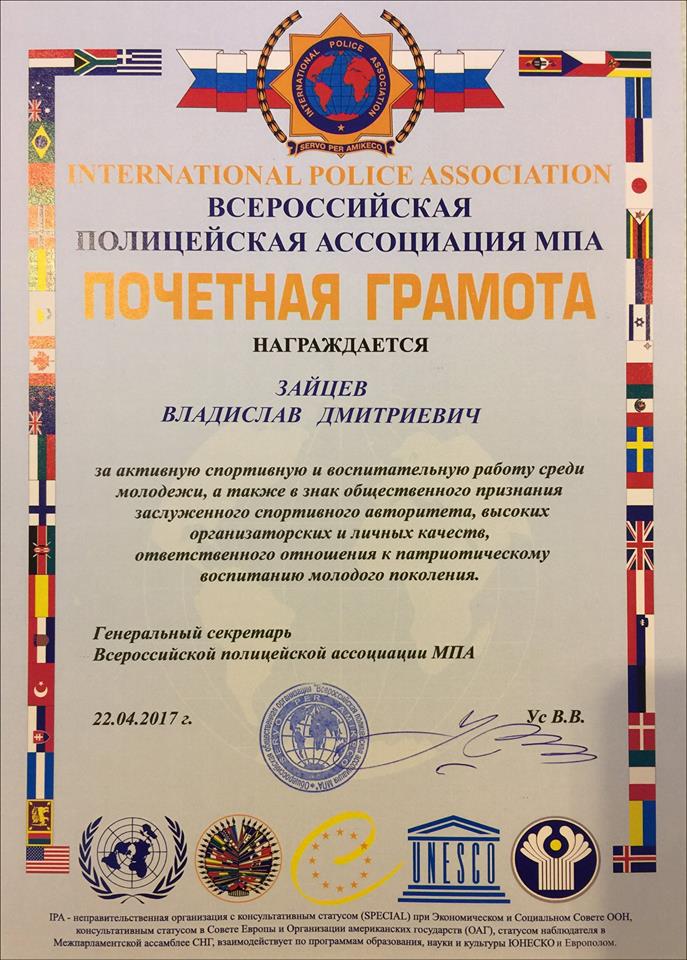 INTERNATIONAL POLICE ASSOCIATION
SERVO PER AMIKECO
INTERNATIONAL POLICE ASSOCIATION
ВСЕРОССИЙСКАЯ
ПОЛИЦЕЙСКАЯ АССОЦИАЦИЯ МПА
ПОЧЕТНАЯ ГРАМОТА
НАГРАЖДАЕТСЯ
ЗАЙЦЕВ
ВЛАДИСЛАВ ДМИТРИЕВИЧ
за активную спортивную и воспитательную работу среди
молодежи, а также в знак общественного признания
заслуженного спортивного авторитета, высоких
организаторских и личных качеств,
ответственного отношения к патриотическому
воспитанию молодого поколения.
Генеральный секретарь
Всероссийской полицейской ассоциации МПА
22.04.2017 г.
Ус В.В.
SERVO PER AMIKECO
UNESCO
IPA - неправительственная организация с консультативным статусом (SPECIAL) при Экономическом и Социальном Совете ООН,
консультативным статусом в Совете Европы и Организации американских государств (ОАГ), статусом наблюдателя в
Межпарламентской ассамблее СНГ, взаимодействует по программам образования, науки и культуры ЮНЕСКО и Европолом.